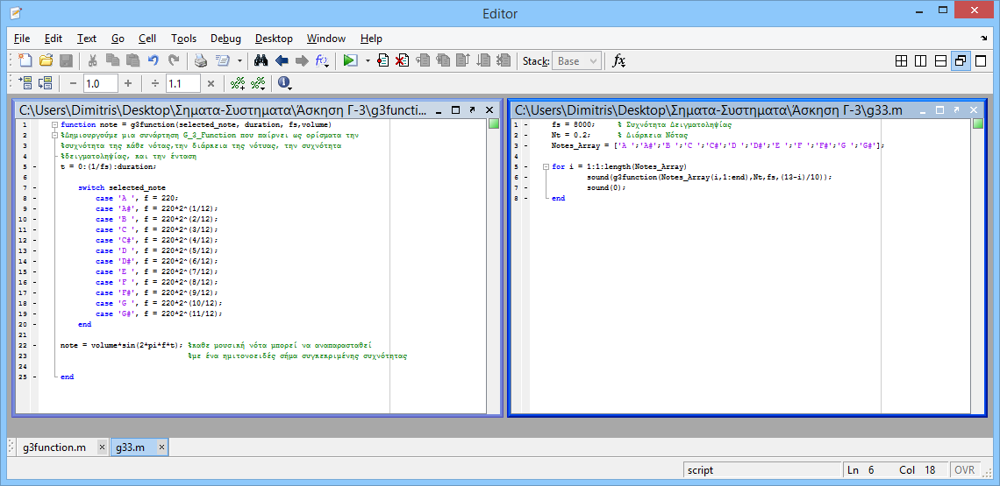 Editor
File Edit Text Go Cell Tools Debug Desktop Window Help
Stack: Base fx
1.0 1.1
C:\Users\Dimitris\Desktop\Σηματα-Συστηματα\Άσκηση Γ-3\g3functi...
1 function note = g3function(selected_note, duration, fs,volume)
2 %Δημιουργούμε μια συνάρτηση G_3_Function που παίρνει ως ορίσματα την
3 %συχνότητα της κάθε νότας,την διάρκεια της νότυας, την συχνότητα
4 %δειγματοληψίας, και την ένταση
5 - t = 0:(1/fs):duration;
6
7 - switch selected_note
8 - case 'A ', f = 220;
9 - case 'A#', f = 220*2^(1/12);
10 - case 'B ', f = 220*2^(2/12);
11 - case 'C ', f = 220*2^(3/12);
12 - case 'C#', f = 220*2^(4/12);
13 - case 'D ', f = 220*2^(5/12);
14 - case 'D#', f = 220*2^(6/12);
15 - case 'E ', f = 220*2^(7/12);
16 - case 'F ', f = 220*2^(8/12);
17 - case 'F#', f = 220*2^(9/12);
18 - case 'G ', f = 220*2^(10/12);
19 - case 'G#', f = 220*2^(11/12);
20 - end
21
22 - note = volume*sin(2*pi*f*t); %καθε μουσική νότα μπορεί να αναπαρασταθεί
23 %με ένα ημιτονοειδές σήμα συγκεκριμένης συχνότητας
24
25 - end
C:\Users\Dimitris\Desktop\Σηματα-Συστηματα\Άσκηση Γ-3\g33.m
1 - fs = 8000; % Συχνότητα Δειγματοληψίας
2 - Nt = 0.2; % Διάρκεια Νότας
3 - Notes_Array = ['A ';'A#';'B ';'C ';'C#';'D ';'D#';'E ';'F ';'F#';'G ';'G#'];
4
5 - for i = 1:1:length(Notes_Array)
6 - sound(g3function(Notes_Array(i,1:end),Nt,fs,(13-i)/10));
7 - sound(0);
8 - end
g3function.m g33.m
script Ln 6 Col 18 OVR